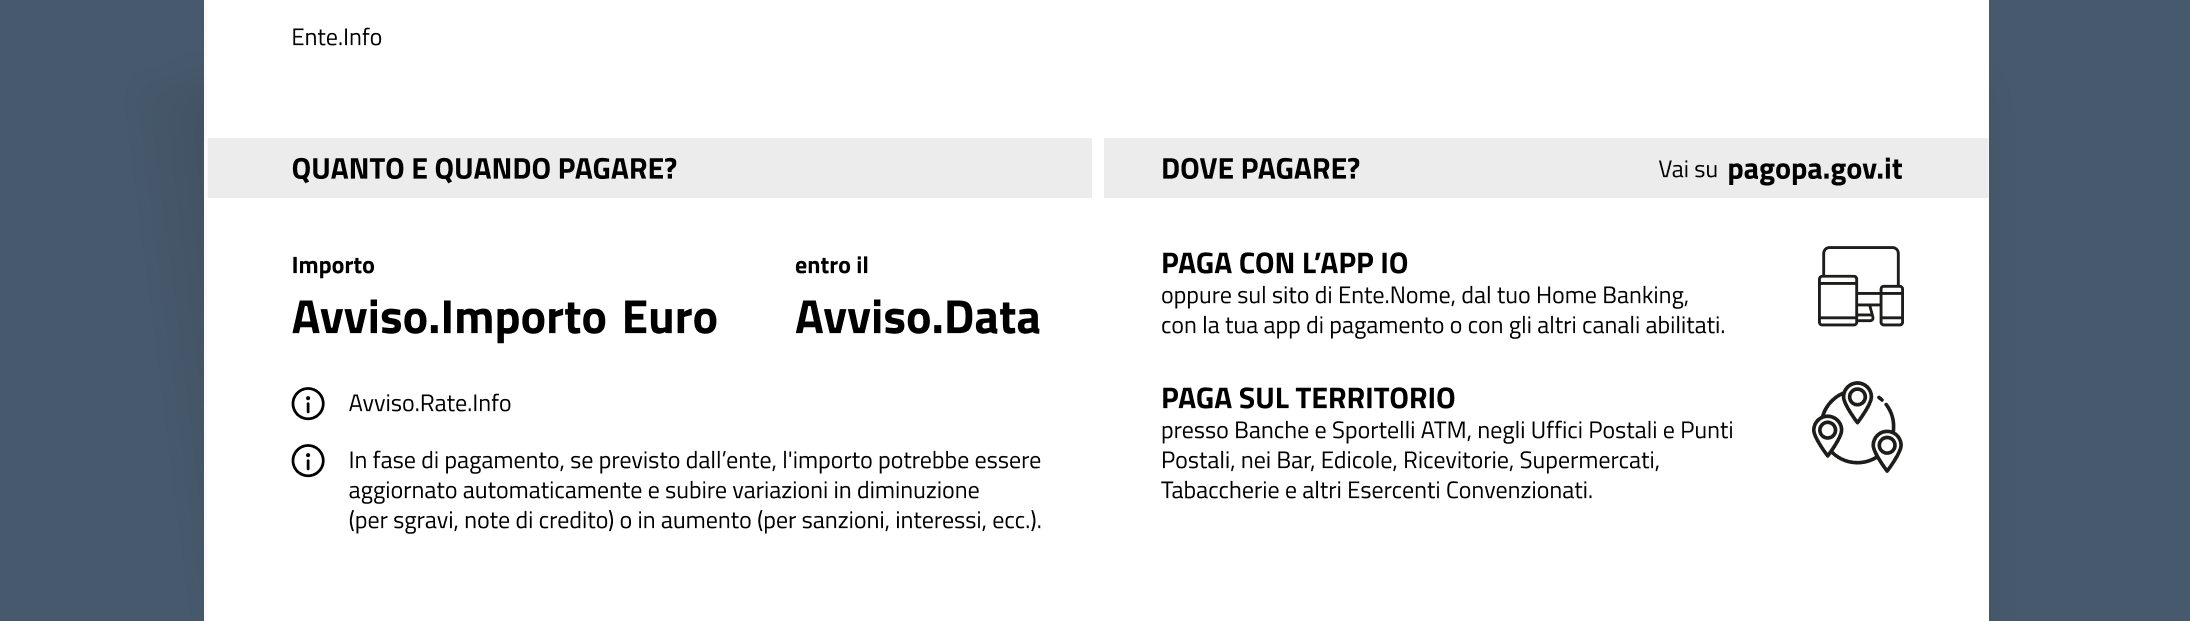 Ente.Info
QUANTO E QUANDO PAGARE?
Importo
entro il
Avviso.Importo Euro
Avviso.Data
Avviso.Rate.Info
In fase di pagamento, se previsto dall’ente, l'importo potrebbe essere
aggiornato automaticamente e subire variazioni in diminuzione
(per sgravi, note di credito) o in aumento (per sanzioni, interessi, ecc.).
DOVE PAGARE?
Vai su pagopa.gov.it
PAGA CON L’APP IO
oppure sul sito di Ente.Nome, dal tuo Home Banking,
con la tua app di pagamento o con gli altri canali abilitati.
PAGA SUL TERRITORIO
presso Banche e Sportelli ATM, negli Uffici Postali e Punti
Postali, nei Bar, Edicole, Ricevitorie, Supermercati,
Tabaccherie e altri Esercenti Convenzionati.